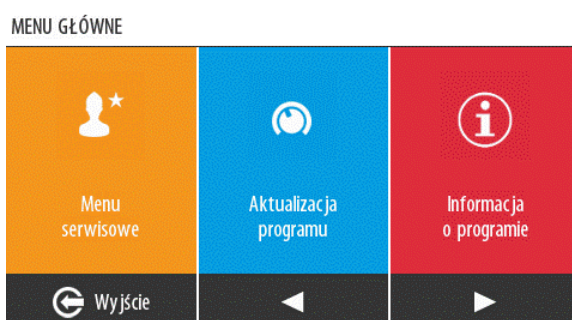 MENU GŁÓWNE
Menu
serwisowe
Aktualizacja
programu
Informacja
o programie
Wyjście